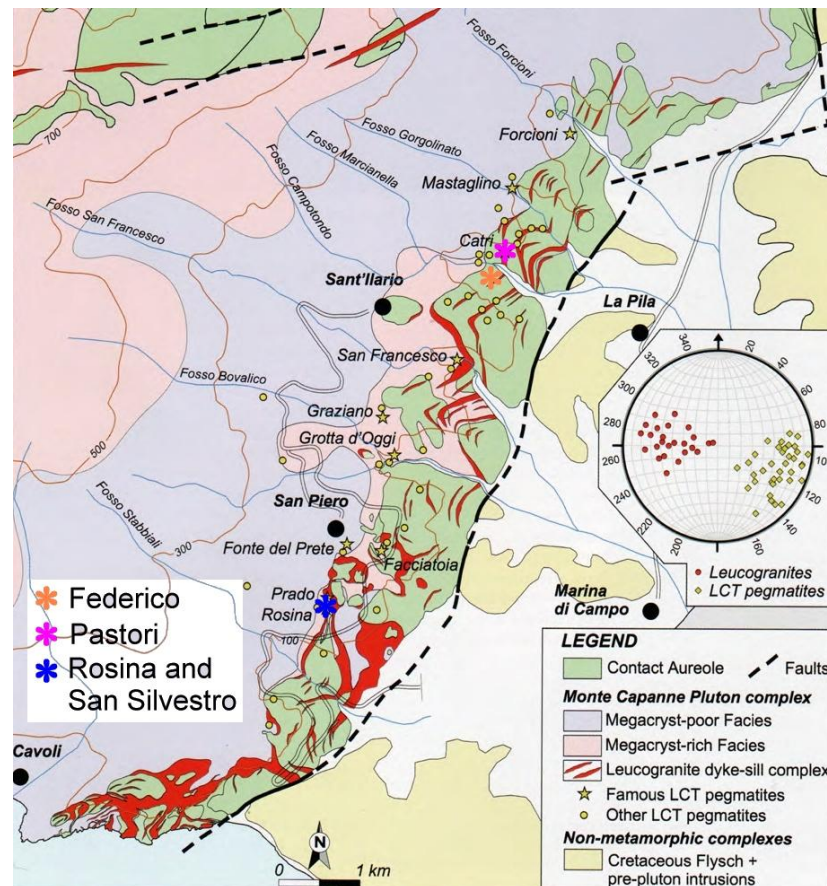 Fosso Forcioni
700
Forcioni
Fosso Gorgolinato
Fosso Marcianella
Mastaglino
Fosso Campotondo
Fosso San Francesco
Catri
Sant'Ilario
La Pila
San Francesco
Fosso Bovalico
Graziano
Grotta d'Oggi
500
San Piero
Fosso Stabbiali
300
Fonte del Prete
Facciatoia
Prado
Rosina
100
Marina
di Campo
Cavoli
Federico
Pastori
Rosina and
San Silvestro
20
40
60
80
100
120
140
160
200
220
240
260
280
300
320
340
Leucogranites
LCT pegmatites
LEGEND
Contact Aureole
Faults
Monte Capanne Pluton complex
Megacryst-poor Facies
Megacryst-rich Facies
Leucogranite dyke-sill complex
Famous LCT pegmatites
Other LCT pegmatites
Non-metamorphic complexes
Cretaceous Flysch +
pre-pluton intrusions
N
0 1 km